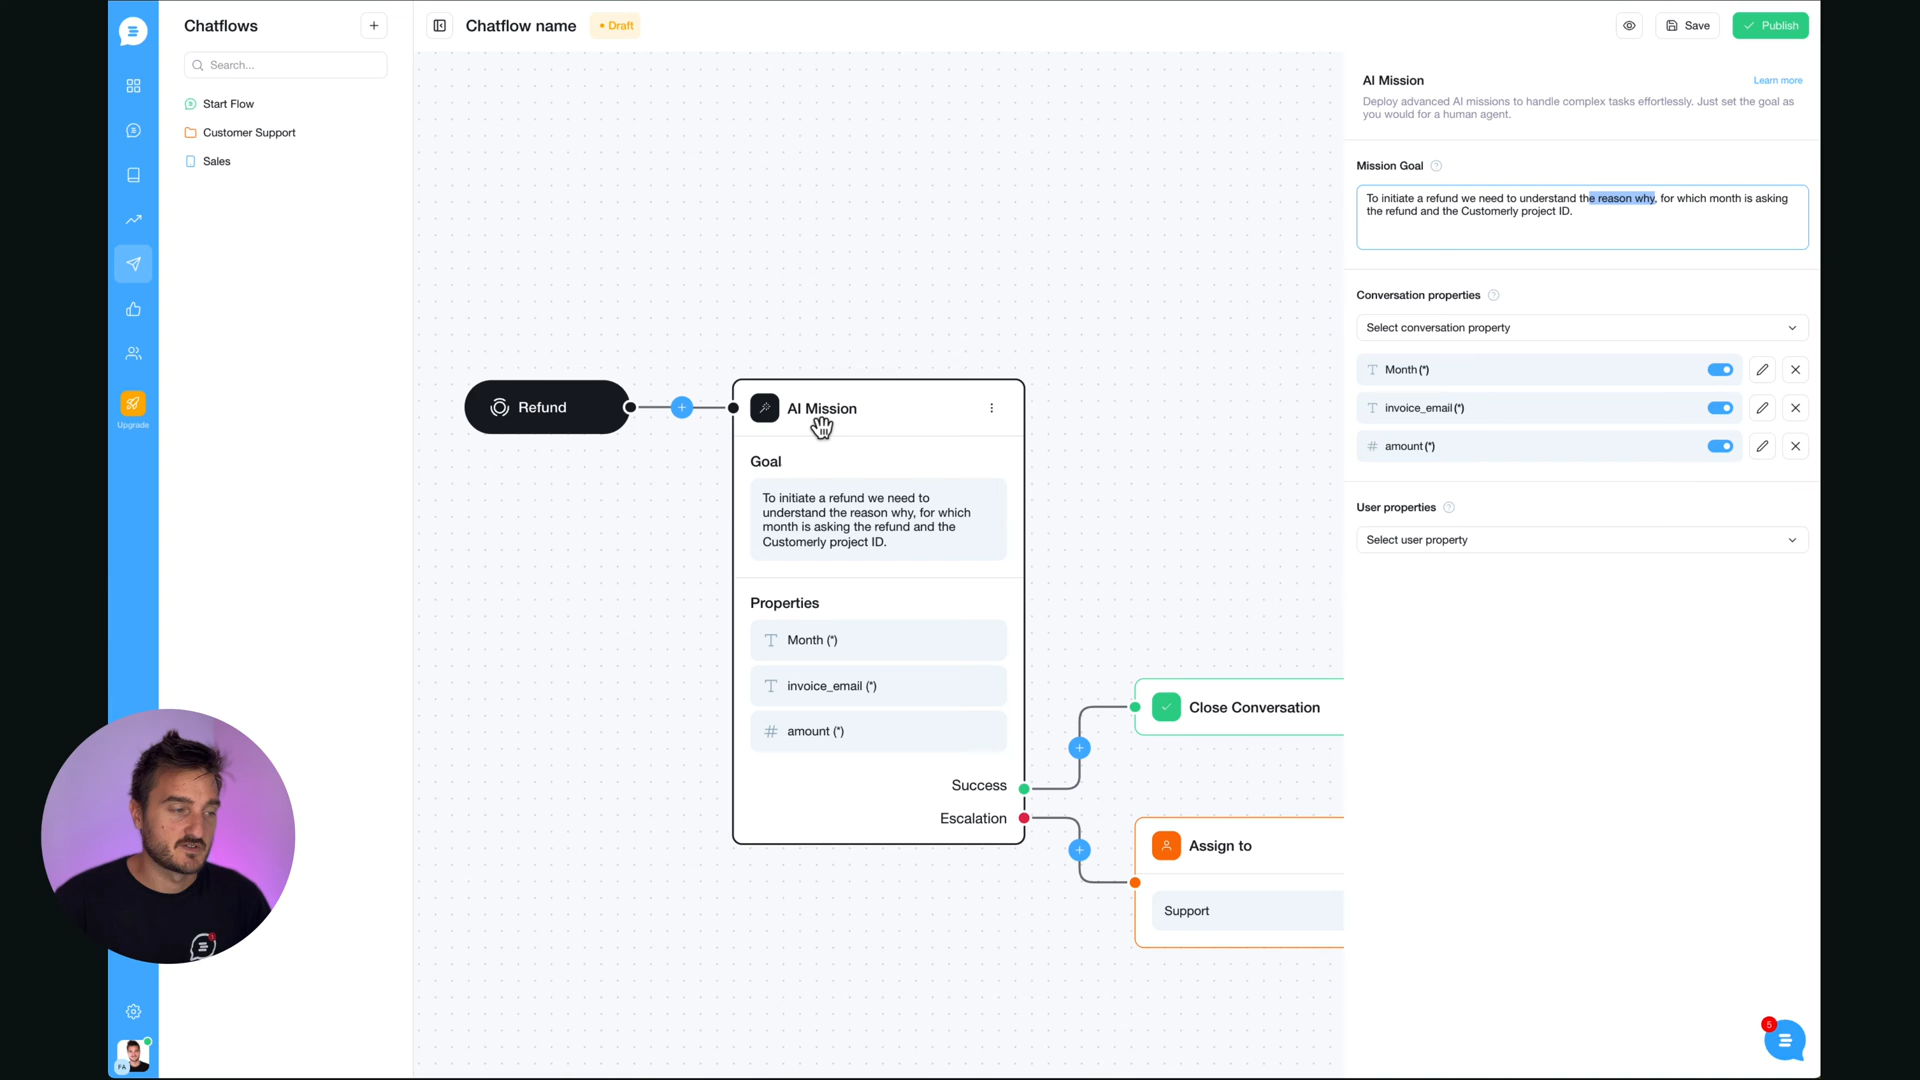 Chatflows
Search...
Start Flow
Customer Support
Sales
Upgrade
FA
Chatflow name
Draft
Save
Publish
Refund
AI Mission
Goal
To initiate a refund we need to
understand the reason why, for which
month is asking the refund and the
Customerly project ID.
Properties
Month (*)
invoice_email (*)
amount (*)
Success
Escalation
Close Conversation
Assign to
Support
AI Mission
Learn more
Deploy advanced AI missions to handle complex tasks effortlessly. Just set the goal as
you would for a human agent.
Mission Goal
To initiate a refund we need to understand the reason why, for which month is asking
the refund and the Customerly project ID.
Conversation properties
Select conversation property
Month (*)
invoice_email (*)
amount (*)
User properties
Select user property
5